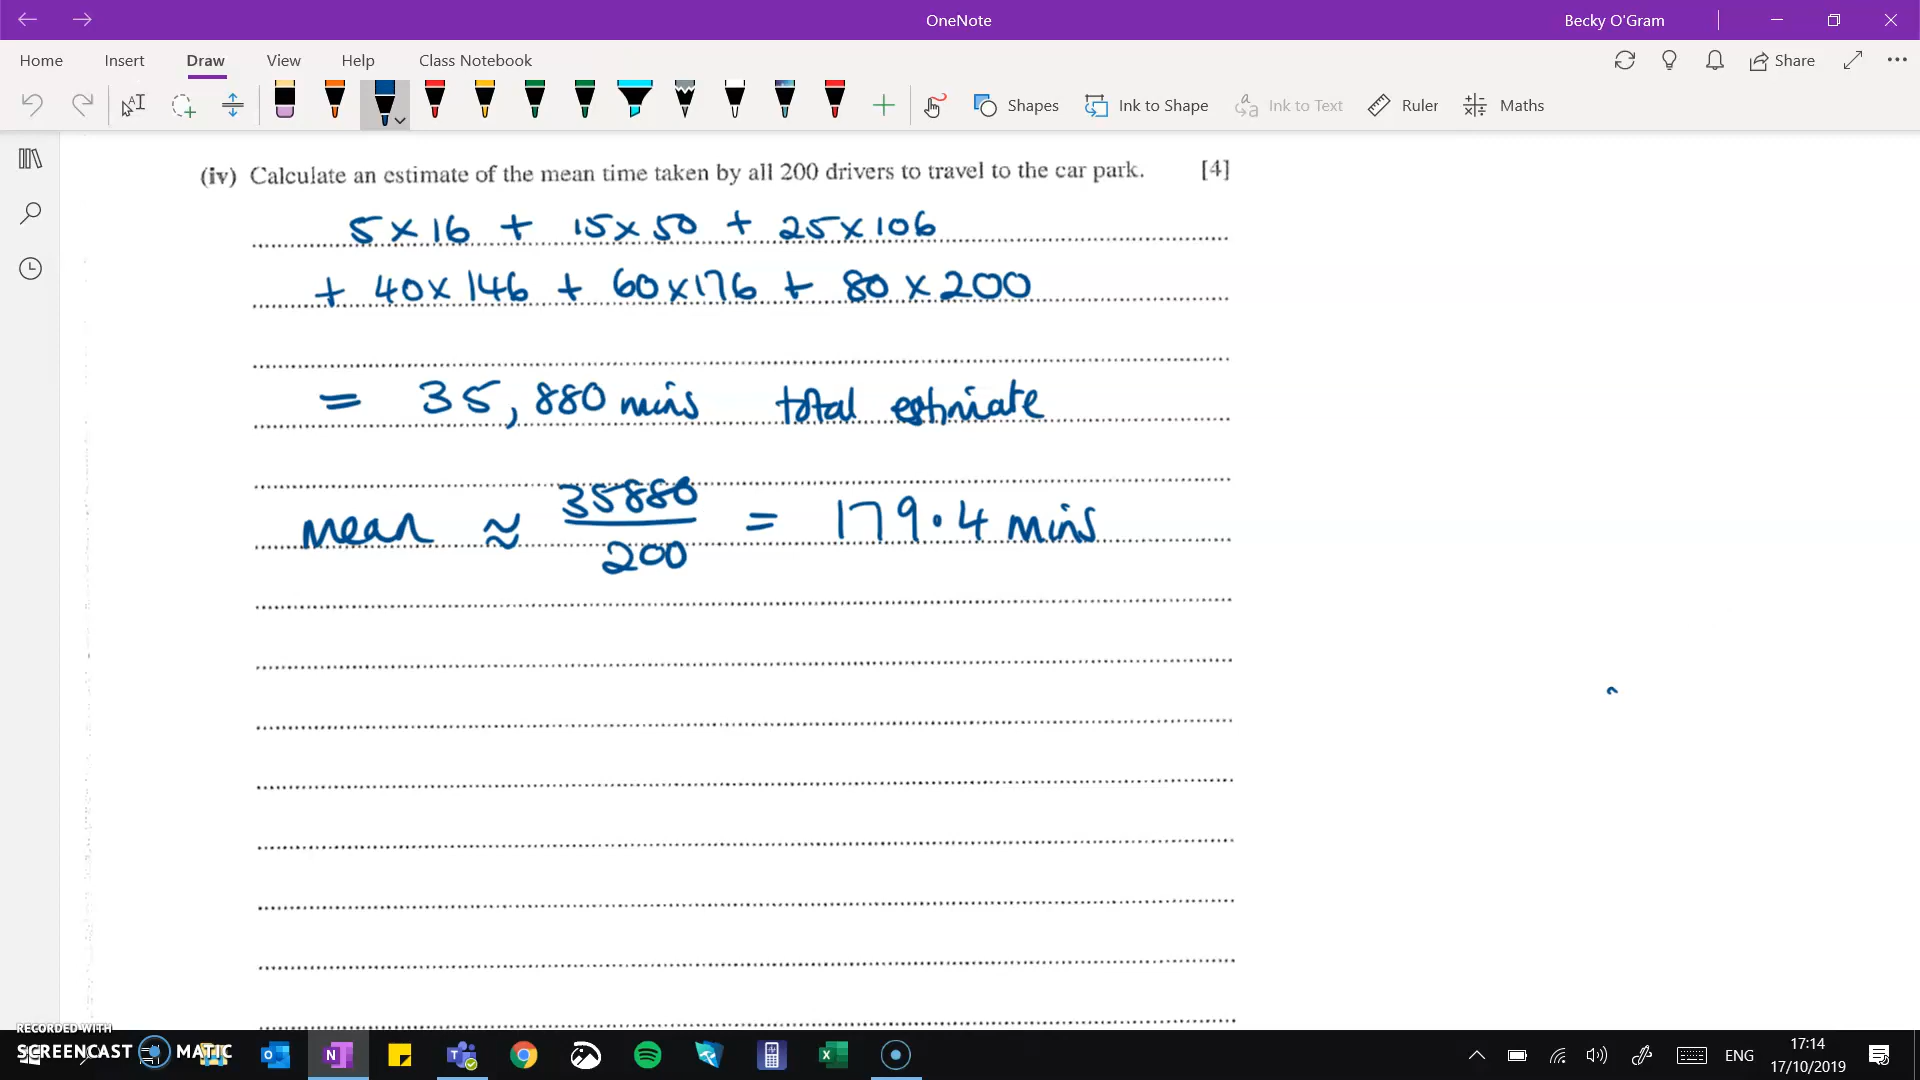 OneNote
Becky O'Gram
Home Insert Draw View Help Class Notebook
Share
Shapes Ink to Shape Ink to Text Ruler Maths
(iv) Calculate an estimate of the mean time taken by all 200 drivers to travel to the car park. [4]
5 × 16 + 15 × 50 + 25 × 106
+ 40 × 146 + 60 × 176 + 80 × 200
= 35,880 mins total estimate
mean ≈ 35880/200 = 179.4 mins
RECORDED WITH
SCREENCAST MATIC
ENG
17:14
17/10/2019